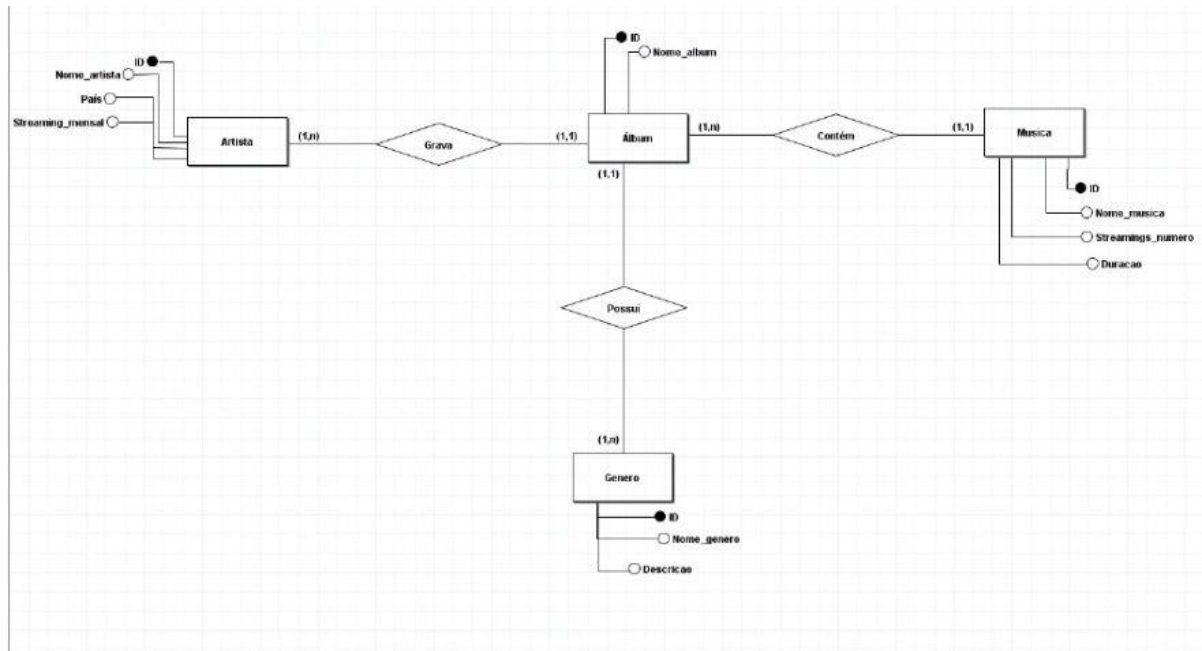 ID
Nome_artista
País
Streaming_mensal
Artista
(1,n)
Grava
(1,1)
ID
Nome_album
Álbum
(1,n)
(1,1)
Contém
(1,1)
Musica
ID
Nome_musica
Streamings_numero
Duracao
Possui
(1,n)
Genero
ID
Nome_genero
Descricao